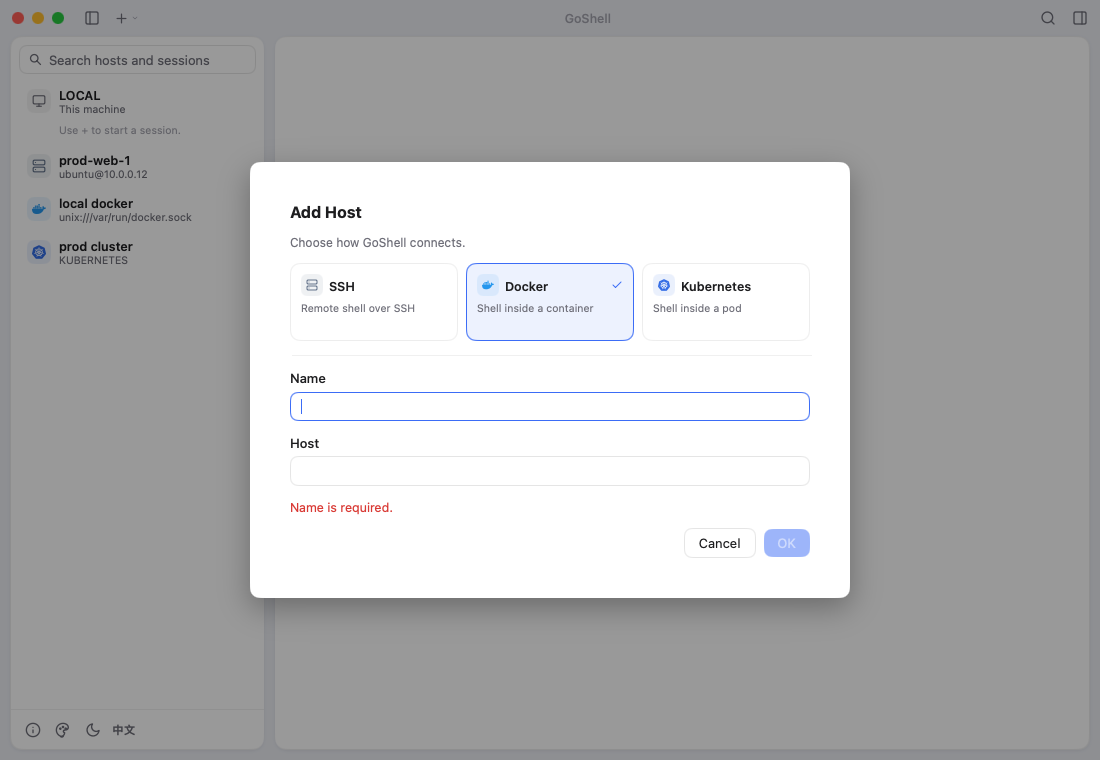 GoShell
Search hosts and sessions
LOCAL
This machine
Use + to start a session.
prod-web-1
ubuntu@10.0.0.12
local docker
unix:///var/run/docker.sock
prod cluster
KUBERNETES
中文
Add Host
Choose how GoShell connects.
SSH
Remote shell over SSH
Docker
Shell inside a container
Kubernetes
Shell inside a pod
Name
Host
Name is required.
Cancel
OK